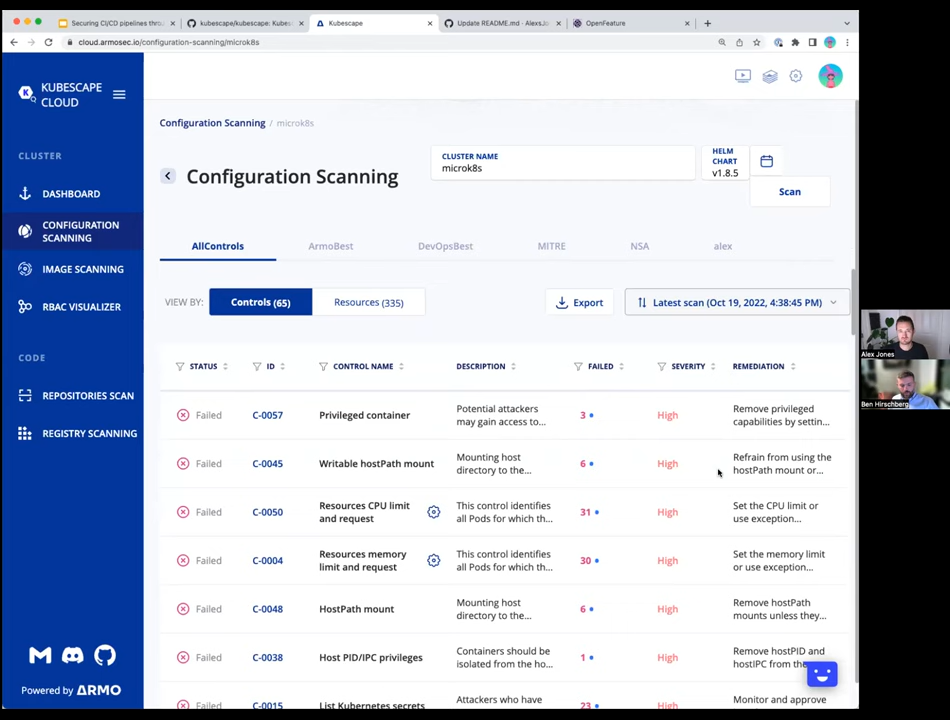 Securing CI/CD pipelines thro
kubescape/kubescape: Kubes
Kubescape
Update README.md · AlexsJo
OpenFeature
cloud.armosec.io/configuration-scanning/microk8s
KUBESCAPE
CLOUD
CLUSTER
DASHBOARD
CONFIGURATION
SCANNING
IMAGE SCANNING
RBAC VISUALIZER
CODE
REPOSITORIES SCAN
REGISTRY SCANNING
Powered by ARMO
Configuration Scanning / microk8s
Configuration Scanning
CLUSTER NAME
microk8s
HELM
CHART
v1.8.5
Scan
AllControls ArmoBest DevOpsBest MITRE NSA alex
VIEW BY: Controls (65) Resources (335) Export Latest scan (Oct 19, 2022, 4:38:45 PM)
STATUS ID CONTROL NAME DESCRIPTION FAILED SEVERITY REMEDIATION
Failed C-0057 Privileged container Potential attackers
may gain access to... 3 High Remove privileged
capabilities by settin...
Failed C-0045 Writable hostPath mount Mounting host
directory to the... 6 High Refrain from using the
hostPath mount or...
Failed C-0050 Resources CPU limit
and request This control identifies
all Pods for which th... 31 High Set the CPU limit or
use exception...
Failed C-0004 Resources memory
limit and request This control identifies
all Pods for which th... 30 High Set the memory limit
or use exception...
Failed C-0048 HostPath mount Mounting host
directory to the... 6 High Remove hostPath
mounts unless they...
Failed C-0038 Host PID/IPC privileges Containers should be
isolated from the ho... 1 High Remove hostPID and
hostIPC from the
Failed C-0015 List Kubernetes secrets Attackers who have 23 High Monitor and approve
Alex Jones
Ben Hirschberg